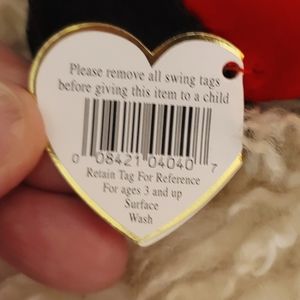 Please remove all swing tags
before giving this item to a child
0 08421 04040 7
Retain Tag For Reference
For ages 3 and up
Surface
Wash